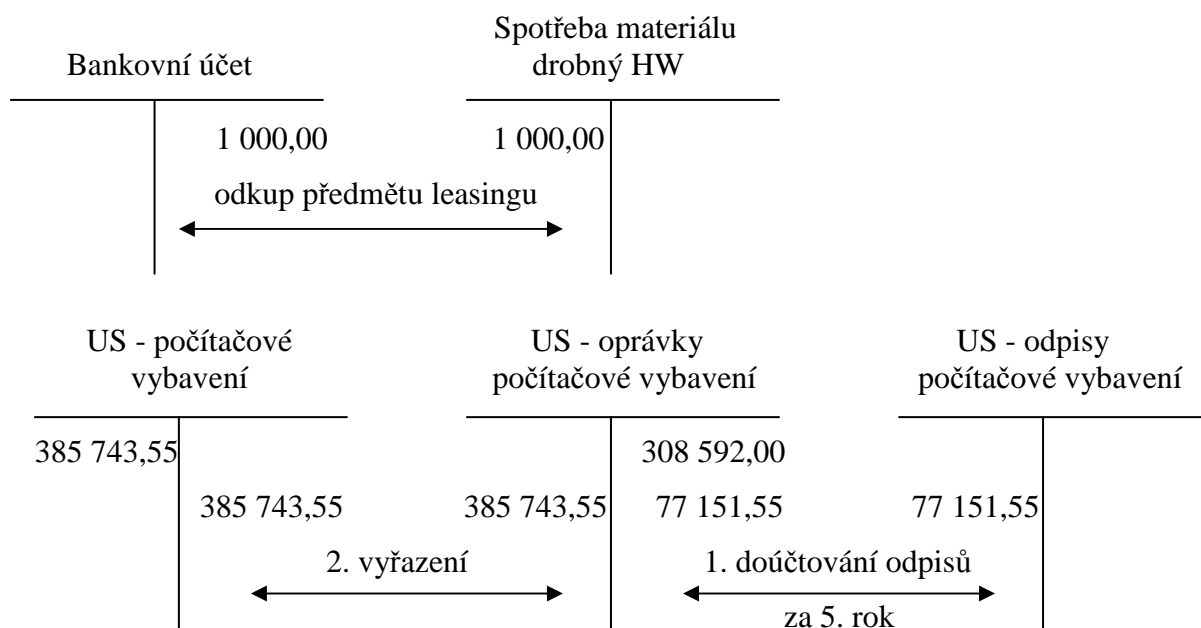 Spotřeba materiálu
Bankovní účet drobný HW
1 000,00 1 000,00
odkup předmětu leasingu
US - počítačové US - oprávky US - odpisy
vybavení počítačové vybavení počítačové vybavení
385 743,55 308 592,00
385 743,55 385 743,55 77 151,55 77 151,55
2. vyřazení 1. doúčtování odpisů
za 5. rok